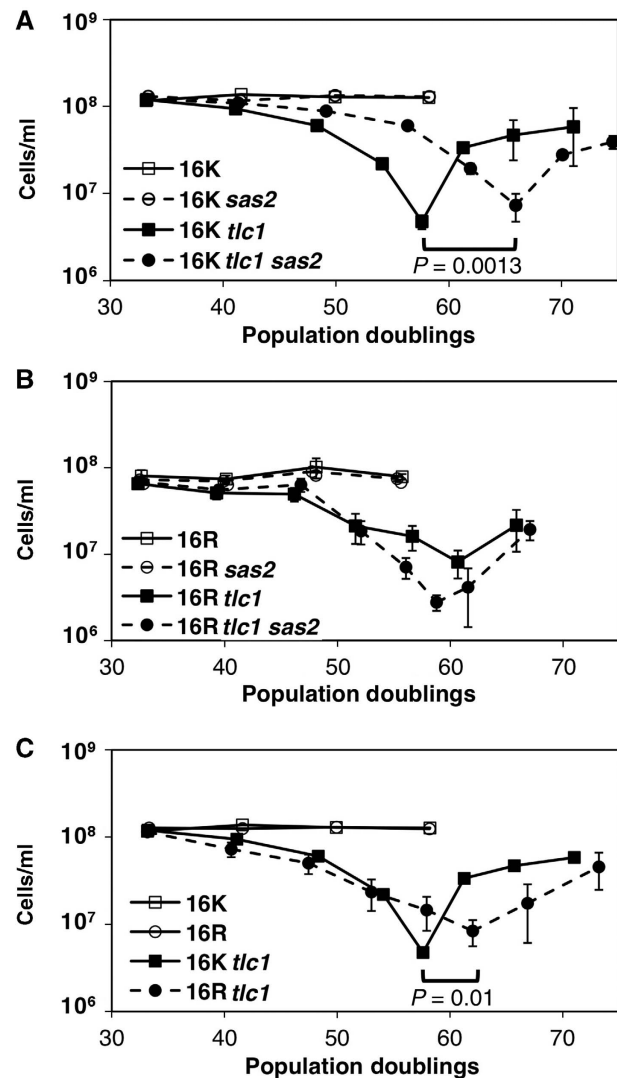 A
10⁹
10⁸
10⁷
10⁶
Cells/ml
16K
16K sas2
16K tlc1
16K tlc1 sas2
P = 0.0013
30 40 50 60 70
Population doublings
B
10⁹
10⁸
10⁷
10⁶
Cells/ml
16R
16R sas2
16R tlc1
16R tlc1 sas2
30 40 50 60 70
Population doublings
C
10⁹
10⁸
10⁷
10⁶
Cells/ml
16K
16R
16K tlc1
16R tlc1
P = 0.01
30 40 50 60 70
Population doublings